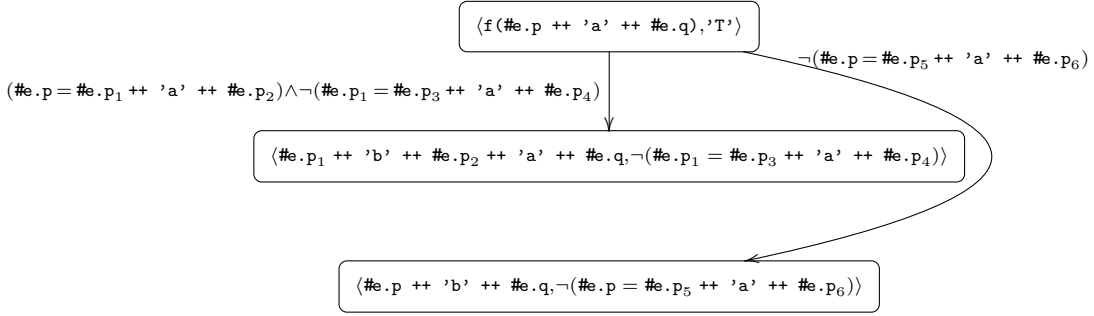 ⟨f(#e.p ++ 'a' ++ #e.q),'T'⟩
¬(#e.p = #e.p₅ ++ 'a' ++ #e.p₆)
(#e.p = #e.p₁ ++ 'a' ++ #e.p₂)∧¬(#e.p₁ = #e.p₃ ++ 'a' ++ #e.p₄)
⟨#e.p₁ ++ 'b' ++ #e.p₂ ++ 'a' ++ #e.q,¬(#e.p₁ = #e.p₃ ++ 'a' ++ #e.p₄)⟩
⟨#e.p ++ 'b' ++ #e.q,¬(#e.p = #e.p₅ ++ 'a' ++ #e.p₆)⟩